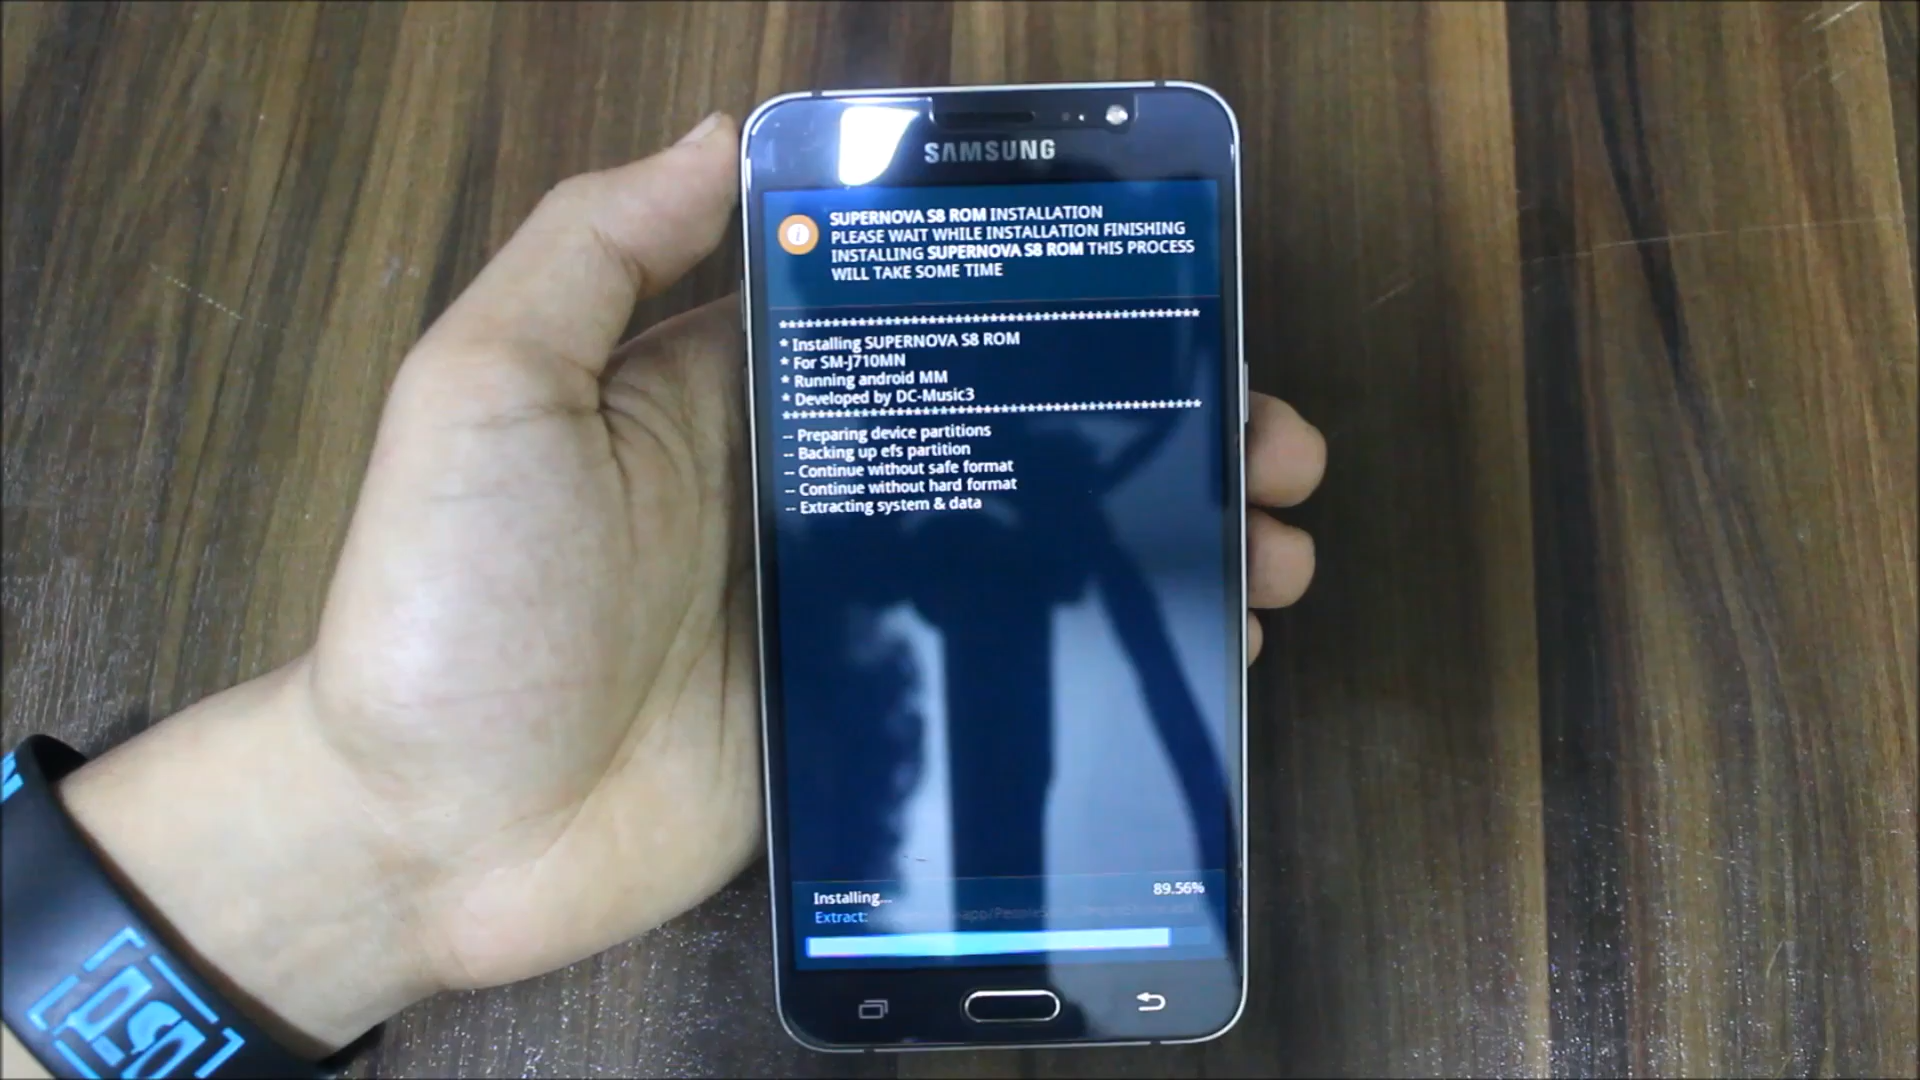 SAMSUNG
SUPERNOVA S8 ROM INSTALLATION
PLEASE WAIT WHILE INSTALLATION FINISHING
INSTALLING SUPERNOVA S8 ROM THIS PROCESS
WILL TAKE SOME TIME
************************************************
* Installing SUPERNOVA S8 ROM
* For SM-J710MN
* Running android MM
* Developed by DC-Music3
************************************************
-- Preparing device partitions
-- Backing up efs partition
-- Continue without safe format
-- Continue without hard format
-- Extracting system & data
Installing...
89.56%
Extract: